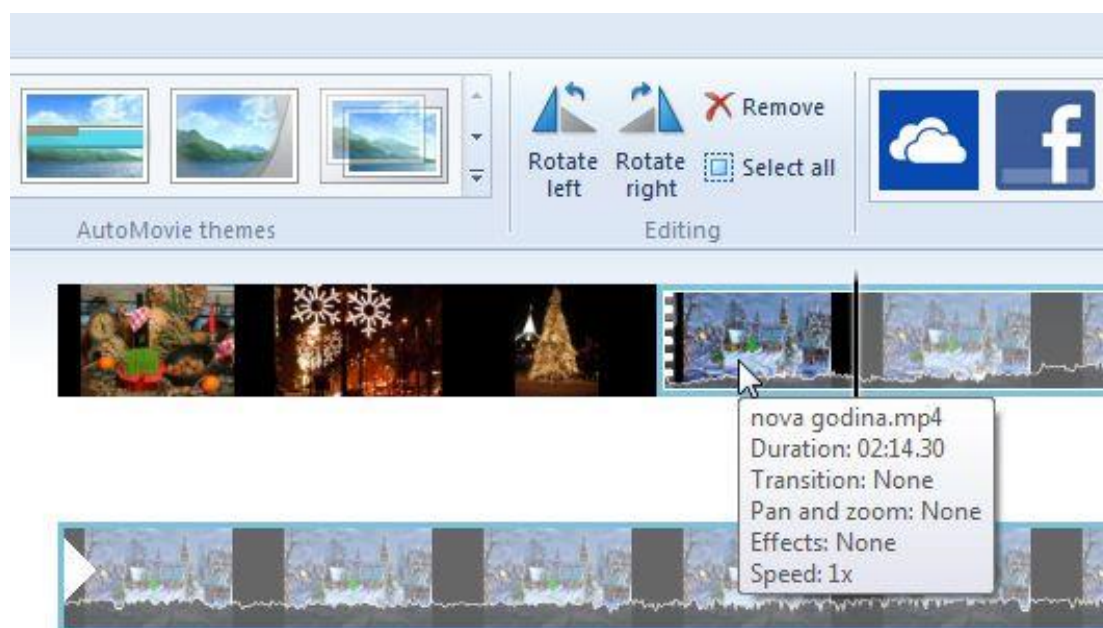 Rotate
left
Rotate
right
Remove
Select all
f
AutoMovie themes
Editing
nova godina.mp4
Duration: 02:14.30
Transition: None
Pan and zoom: None
Effects: None
Speed: 1x